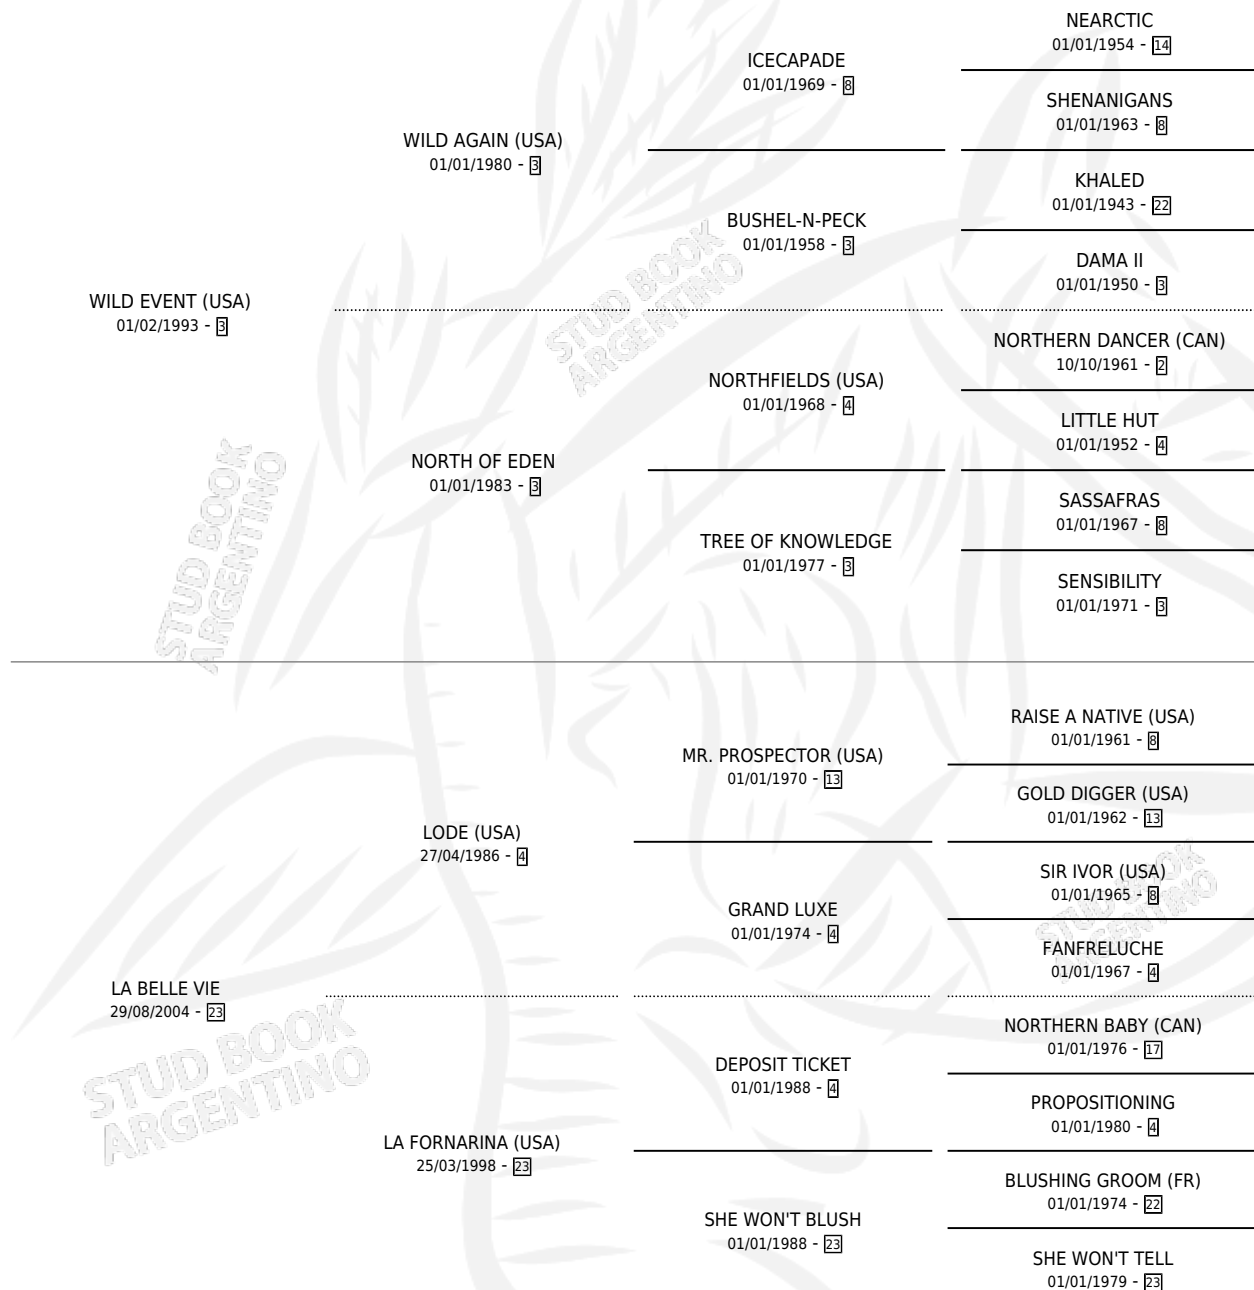 NEARCTIC
01/01/1954 - 14
ICECAPADE
01/01/1969 - 8
SHENANIGANS
01/01/1963 - 8
WILD AGAIN (USA)
01/01/1980 - 3
KHALED
01/01/1943 - 22
BUSHEL-N-PECK
01/01/1958 - 3
DAMA II
01/01/1950 - 3
WILD EVENT (USA)
01/02/1993 - 3
NORTHERN DANCER (CAN)
10/10/1961 - 2
NORTHFIELDS (USA)
01/01/1968 - 4
LITTLE HUT
01/01/1952 - 4
NORTH OF EDEN
01/01/1983 - 3
SASSAFRAS
01/01/1967 - 8
TREE OF KNOWLEDGE
01/01/1977 - 3
SENSIBILITY
01/01/1971 - 3
RAISE A NATIVE (USA)
01/01/1961 - 8
MR. PROSPECTOR (USA)
01/01/1970 - 13
GOLD DIGGER (USA)
01/01/1962 - 13
LODE (USA)
27/04/1986 - 4
SIR IVOR (USA)
01/01/1965 - 8
GRAND LUXE
01/01/1974 - 4
FANFRELUCHE
01/01/1967 - 4
LA BELLE VIE
29/08/2004 - 23
NORTHERN BABY (CAN)
01/01/1976 - 17
DEPOSIT TICKET
01/01/1988 - 4
PROPOSITIONING
01/01/1980 - 4
LA FORNARINA (USA)
25/03/1998 - 23
BLUSHING GROOM (FR)
01/01/1974 - 22
SHE WON'T BLUSH
01/01/1988 - 23
SHE WON'T TELL
01/01/1979 - 23
STUD BOOK
ARGENTINO
STUD BOOK
ARGENTINO
STUD BOOK
ARGENTINO
STUD BOOK
ARGENTINO